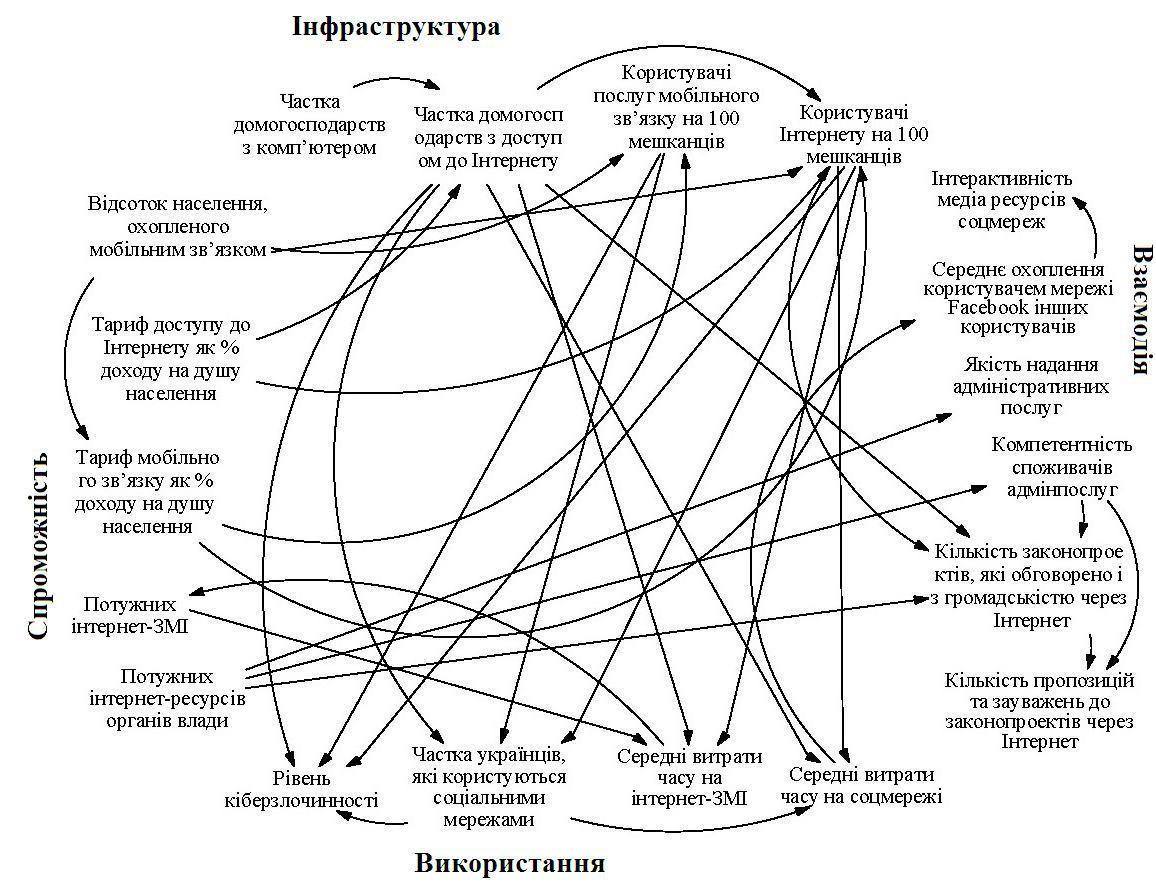 Інфраструктура
Частка
домогосподарств
з комп’ютером
Частка домогосп
одарств з доступ
ом до Інтернету
Користувачі
послуг мобільного
зв’язку на 100
мешканців
Користувачі
Інтернету на 100
мешканців
Інтерактивність
медіа ресурсів
соцмереж
Середнє охоплення
користувачем мережі
Facebook інших
користувачів
Якість надання
адміністративних
послуг
Компетентність
споживачів
адмінпослуг
Кількість законопрое
ктів, які обговорено і
з громадськістю через
Інтернет
Кількість пропозицій
та зауважень до
законопроектів через
Інтернет
Взаємодія
Відсоток населення,
охопленого
мобільним зв’язком
Тариф доступу до
Інтернету як %
доходу на душу
населення
Тариф мобільно
го зв’язку як %
доходу на душу
населення
Потужних
інтернет-ЗМІ
Потужних
інтернет-ресурсів
органів влади
Спроможність
Рівень
кіберзлочинності
Частка українців,
які користуються
соціальними
мережами
Середні витрати
часу на
інтернет-ЗМІ
Середні витрати
часу на соцмережі
Використання